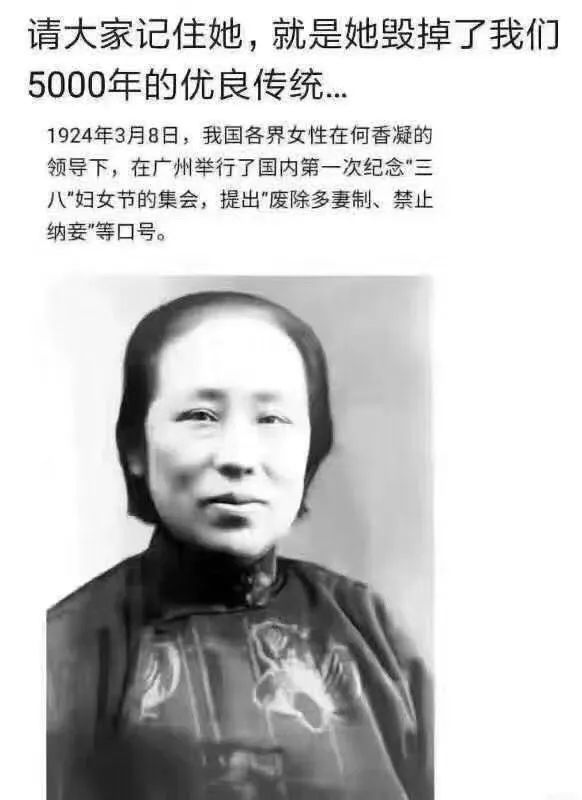 请大家记住她，就是她毁掉了我们
5000年的优良传统...
1924年3月8日，我国各界女性在何香凝的
领导下，在广州举行了国内第一次纪念“三
八”妇女节的集会，提出”废除多妻制、禁止
纳妾”等口号。